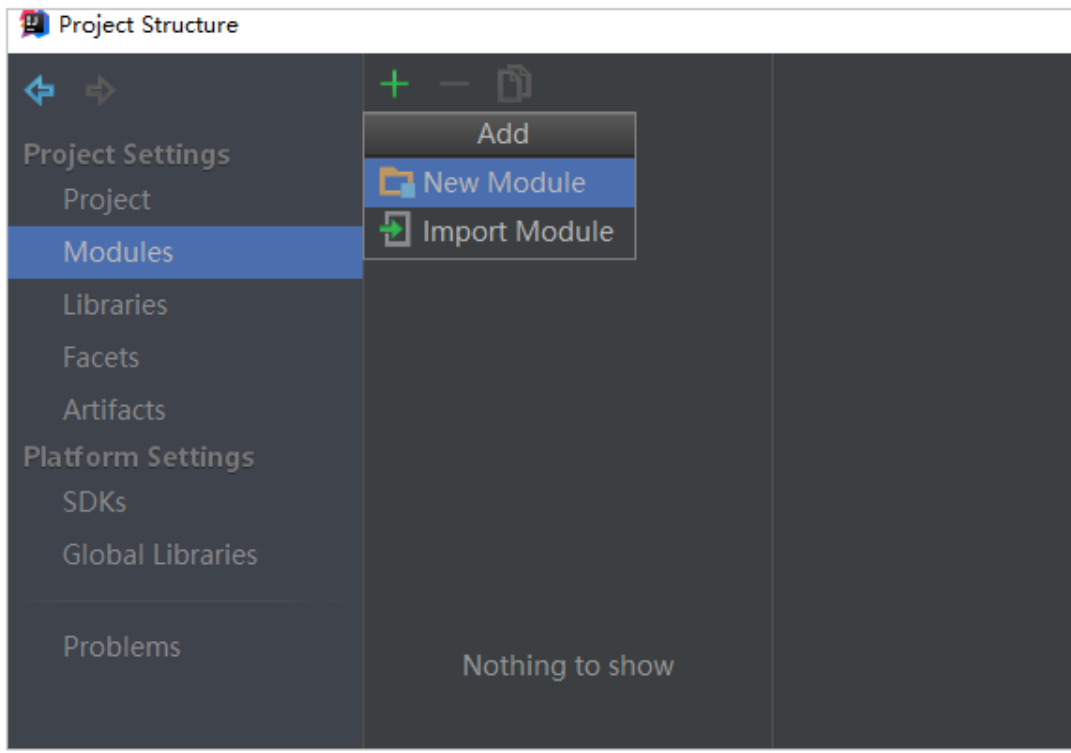 Project Structure
Project Settings
Project
Modules
Libraries
Facets
Artifacts
Platform Settings
SDKs
Global Libraries
Problems
Add
New Module
Import Module
Nothing to show